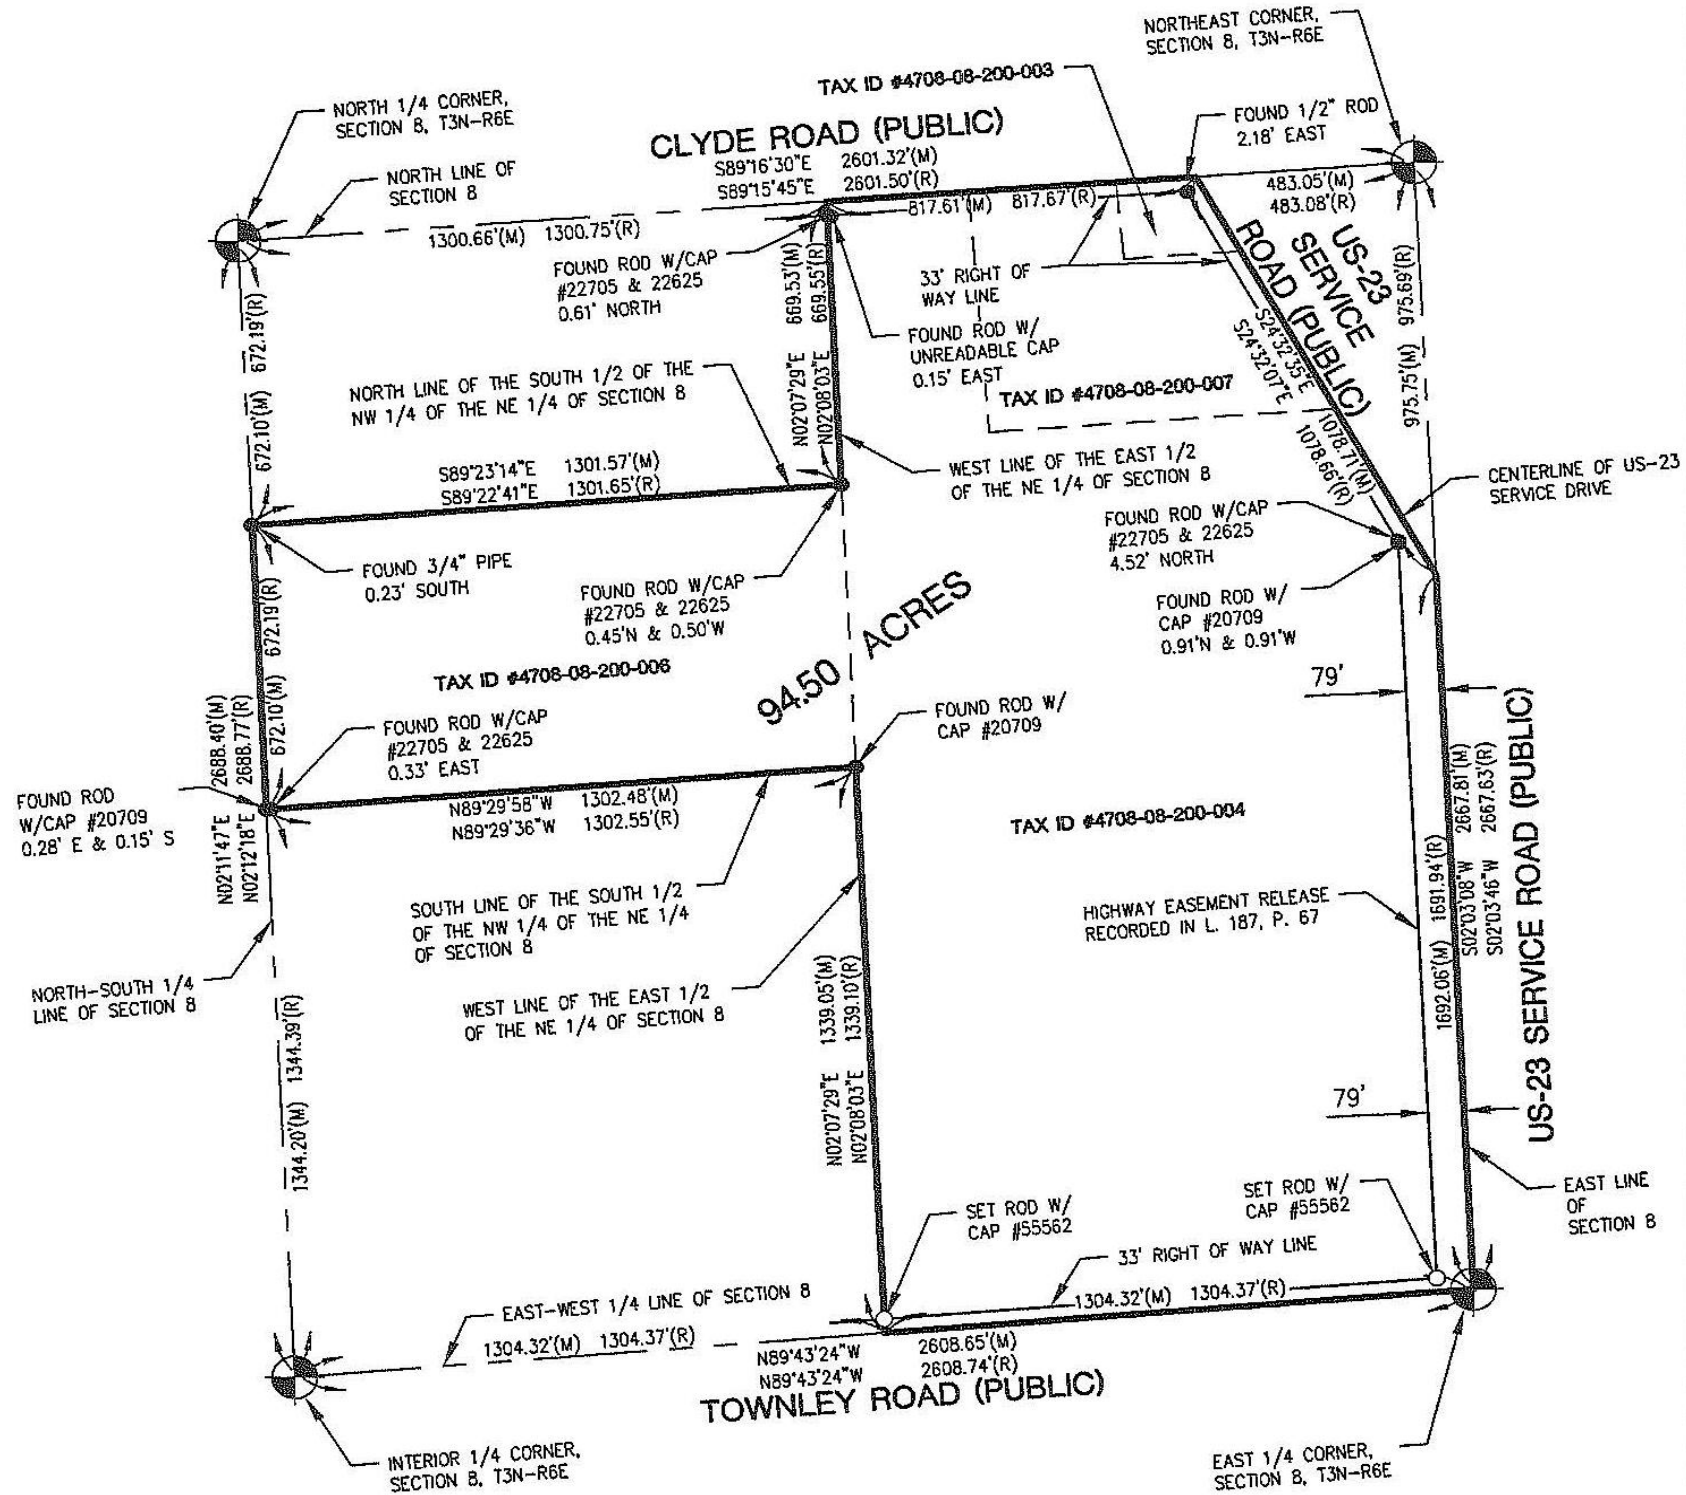 NORTHEAST CORNER,
SECTION 8, T3N-R6E
TAX ID #4708-08-200-003
NORTH 1/4 CORNER,
SECTION 8, T3N-R6E
CLYDE ROAD (PUBLIC)
FOUND 1/2" ROD
2.18' EAST
NORTH LINE OF
SECTION 8
S89°16'30"E 2601.32'(M)
S89°15'45"E 2601.50'(R)
483.05'(M)
483.08'(R)
817.61'(M) 817.67'(R)
1300.66'(M) 1300.75'(R)
FOUND ROD W/CAP
#22705 & 22625
0.61' NORTH
669.53'(M)
669.55'(R)
33' RIGHT OF
WAY LINE
US-23
SERVICE
ROAD (PUBLIC)
975.75'(M) 975.69'(R)
672.10'(M) 672.19'(R)
FOUND ROD W/
UNREADABLE CAP
0.15' EAST
S24°32'35"E
S24°32'07"E
1078.71'(M)
1078.66'(R)
NORTH LINE OF THE SOUTH 1/2 OF THE
NW 1/4 OF THE NE 1/4 OF SECTION 8
N02°07'29"E
N02°08'03"E
TAX ID #4708-08-200-007
S89°23'14"E 1301.57'(M)
S89°22'41"E 1301.65'(R)
WEST LINE OF THE EAST 1/2
OF THE NE 1/4 OF SECTION 8
CENTERLINE OF US-23
SERVICE DRIVE
FOUND ROD W/CAP
#22705 & 22625
4.52' NORTH
FOUND 3/4" PIPE
0.23' SOUTH
FOUND ROD W/CAP
#22705 & 22625
0.45'N & 0.50'W
FOUND ROD W/
CAP #20709
0.91'N & 0.91'W
94.50 ACRES
672.10'(M) 672.19'(R)
TAX ID #4708-08-200-006
79'
2688.40'(M)
2688.77'(R)
FOUND ROD W/CAP
#22705 & 22625
0.33' EAST
FOUND ROD W/
CAP #20709
US-23 SERVICE ROAD (PUBLIC)
2667.81'(M)
2667.63'(R)
FOUND ROD
W/CAP #20709
0.28' E & 0.15' S
N89°29'58"W 1302.48'(M)
N89°29'36"W 1302.55'(R)
TAX ID #4708-08-200-004
N02°11'47"E
N02°12'18"E
1692.06'(M) 1691.94'(R)
S02°03'08"W
S02°03'46"W
SOUTH LINE OF THE SOUTH 1/2
OF THE NW 1/4 OF THE NE 1/4
OF SECTION 8
HIGHWAY EASEMENT RELEASE
RECORDED IN L. 187, P. 67
NORTH-SOUTH 1/4
LINE OF SECTION 8
WEST LINE OF THE EAST 1/2
OF THE NE 1/4 OF SECTION 8
1339.05'(M)
1339.10'(R)
1344.20'(M) 1344.39'(R)
N02°07'29"E
N02°08'03"E
79'
SET ROD W/
CAP #55562
SET ROD W/
CAP #55562
EAST LINE
OF
SECTION 8
33' RIGHT OF WAY LINE
EAST-WEST 1/4 LINE OF SECTION 8
1304.32'(M) 1304.37'(R)
1304.32'(M) 1304.37'(R)
N89°43'24"W 2608.65'(M)
N89°43'24"W 2608.74'(R)
TOWNLEY ROAD (PUBLIC)
INTERIOR 1/4 CORNER,
SECTION 8, T3N-R6E
EAST 1/4 CORNER,
SECTION 8, T3N-R6E